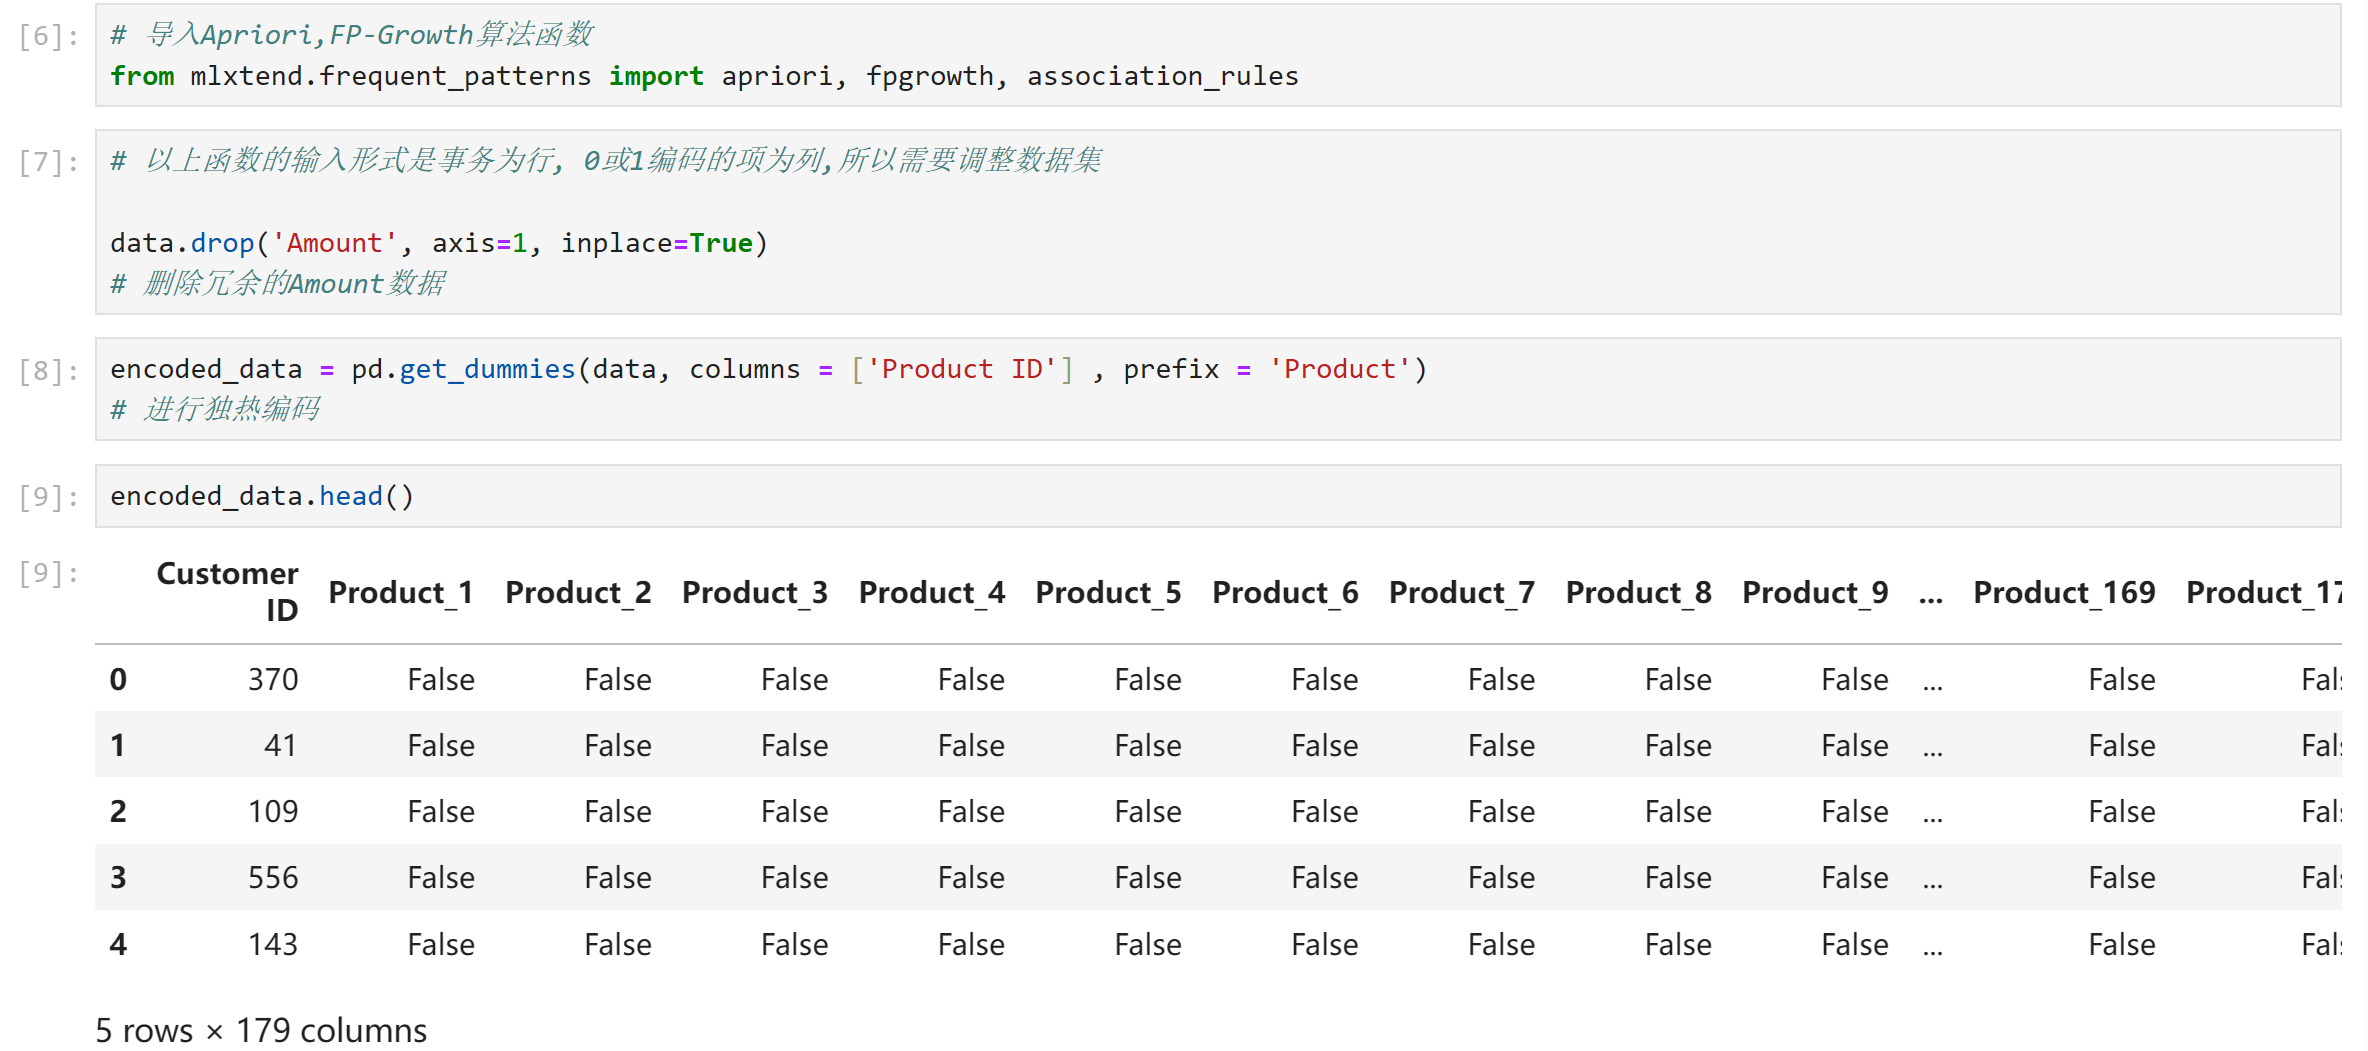 [6]: # 导入Apriori,FP-Growth算法函数
from mlxtend.frequent_patterns import apriori, fpgrowth, association_rules
[7]: # 以上函数的输入形式是事务为行, 0或1编码的项为列,所以需要调整数据集
data.drop('Amount', axis=1, inplace=True)
# 删除冗余的Amount数据
[8]: encoded_data = pd.get_dummies(data, columns = ['Product ID'] , prefix = 'Product')
# 进行独热编码
[9]: encoded_data.head()
[9]: Customer ID Product_1 Product_2 Product_3 Product_4 Product_5 Product_6 Product_7 Product_8 Product_9 ... Product_169 Product_17
0 370 False False False False False False False False False ... False Fals
1 41 False False False False False False False False False ... False Fals
2 109 False False False False False False False False False ... False Fals
3 556 False False False False False False False False False ... False Fals
4 143 False False False False False False False False False ... False Fals
5 rows × 179 columns